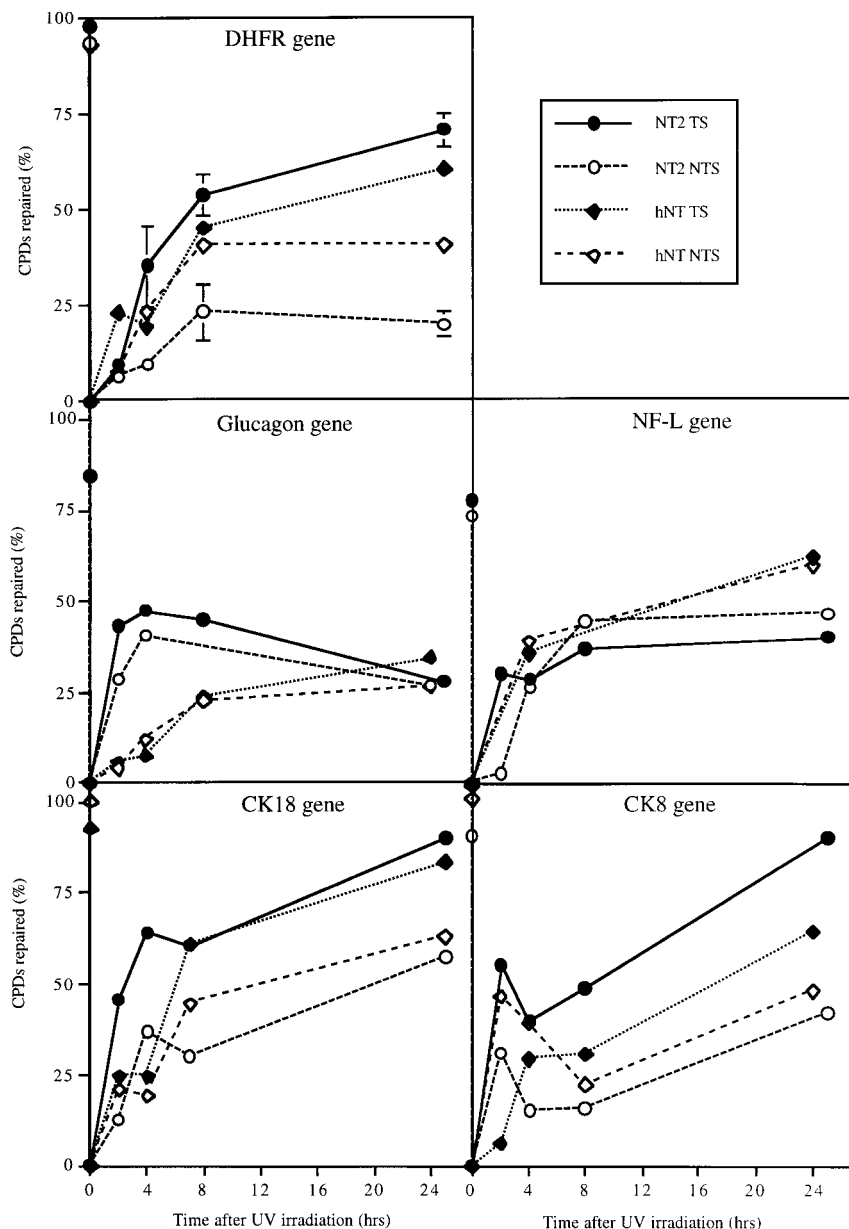 DHFR gene
100
75
50
25
0
CPDs repaired (%)
NT2 TS
NT2 NTS
hNT TS
hNT NTS
Glucagon gene
100
75
50
25
0
CPDs repaired (%)
NF-L gene
CK18 gene
100
75
50
25
0
CPDs repaired (%)
0 4 8 12 16 20 24
Time after UV irradiation (hrs)
CK8 gene
0 4 8 12 16 20 24
Time after UV irradiation (hrs)